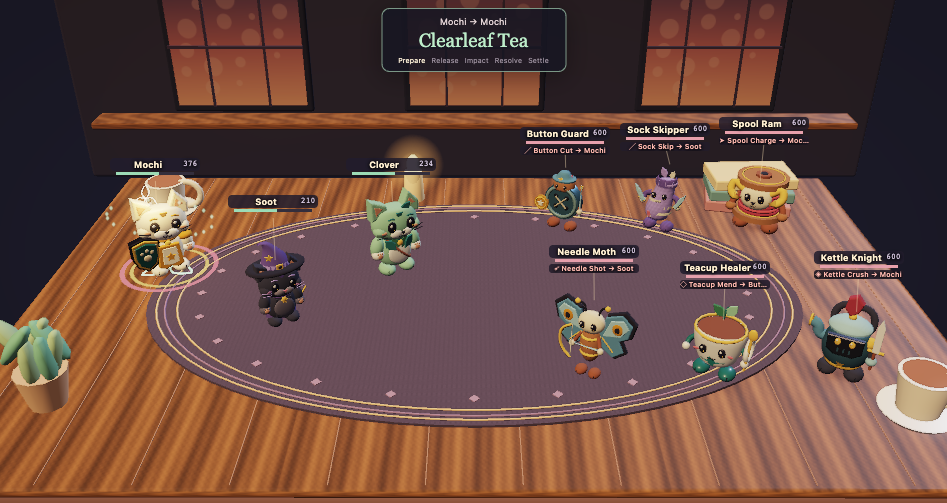 Mochi → Mochi
Clearleaf Tea
Prepare Release Impact Resolve Settle
Button Guard 600
Button Cut → Mochi
Sock Skipper 600
Sock Skip → Soot
Spool Ram 600
Spool Charge → Moc...
Mochi 376
Clover 234
Soot 210
Needle Moth 600
Needle Shot → Soot
Teacup Healer 600
Teacup Mend → But...
Kettle Knight 600
Kettle Crush → Mochi